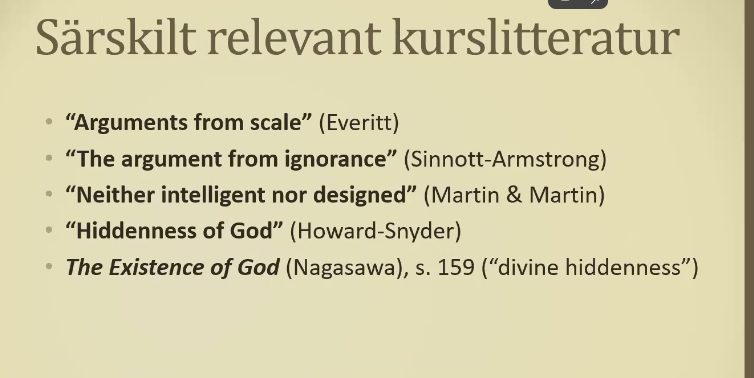 Särskilt relevant kurslitteratur
• “Arguments from scale” (Everitt)
• “The argument from ignorance” (Sinnott-Armstrong)
• “Neither intelligent nor designed” (Martin & Martin)
• “Hiddenness of God” (Howard-Snyder)
• The Existence of God (Nagasawa), s. 159 (“divine hiddenness”)